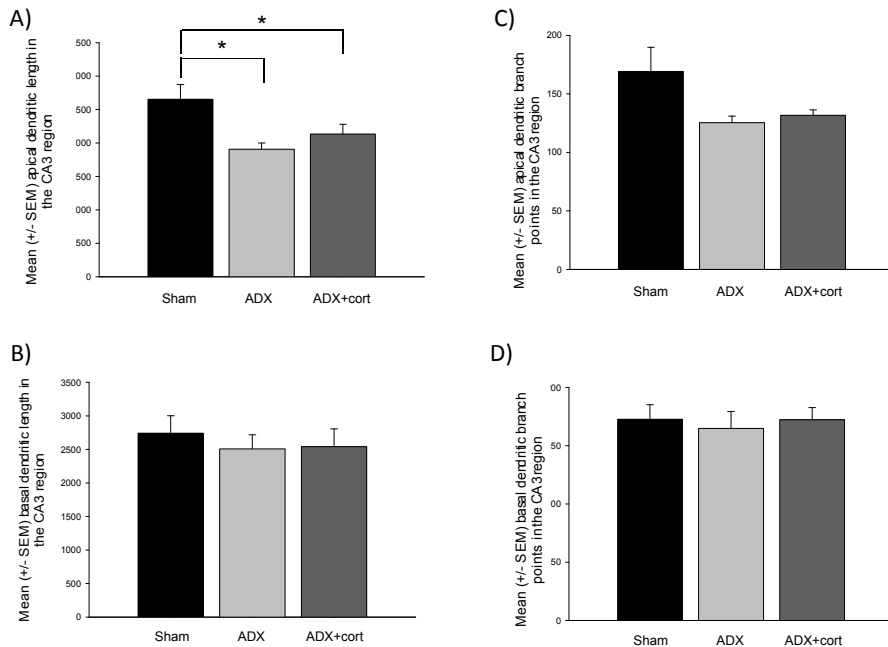 A)
Mean (+/- SEM) apical dendritic length in
the CA3 region
500
000
500
000
500
000
500
0
*
*
Sham ADX ADX+cort
C)
Mean (+/- SEM) apical dendritic branch
points in the CA3 region
200
150
100
50
0
Sham ADX ADX+cort
B)
Mean (+/- SEM) basal dendritic length in
the CA3 region
3500
3000
2500
2000
1500
1000
500
0
Sham ADX ADX+cort
D)
Mean (+/- SEM) basal dendritic branch
points in the CA3 region
00
50
00
50
0
Sham ADX ADX+cort